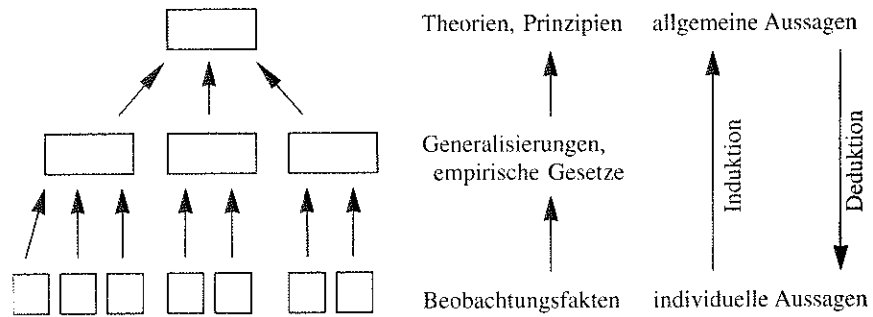 Theorien, Prinzipien allgemeine Aussagen
Generalisierungen,
empirische Gesetze
Induktion
Deduktion
Beobachtungsfakten individuelle Aussagen